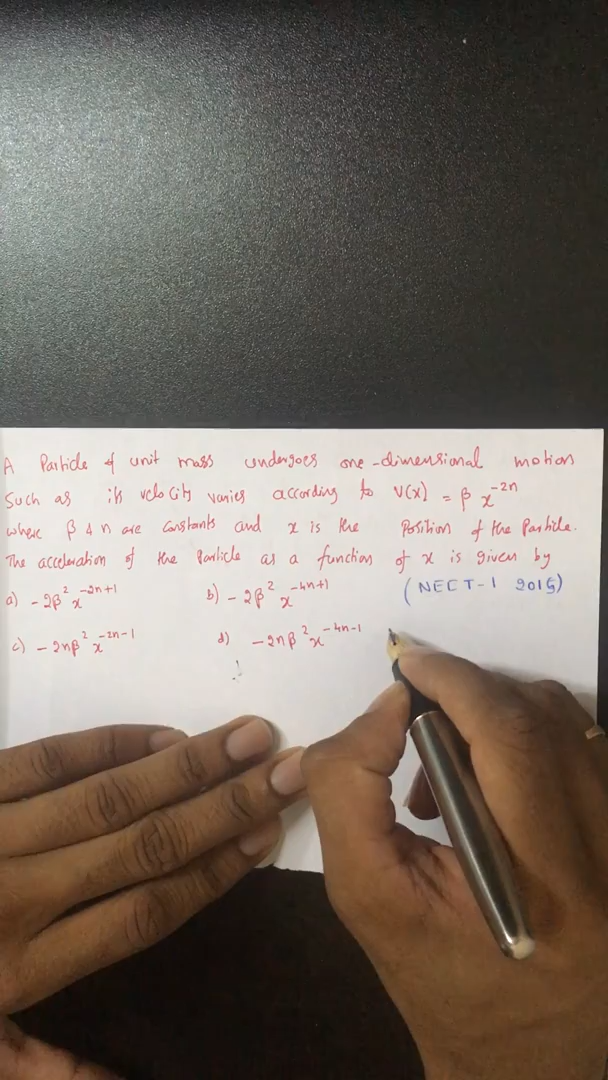 A Particle of unit mass undergoes one-dimensional motion
Such as its velocity varies according to V(x) = β x⁻²ⁿ
where β & n are constants and x is the Position of the Particle.
The acceleration of the Particle as a function of x is given by
a) -2β² x⁻²ⁿ⁺¹ b) -2β² x⁻⁴ⁿ⁺¹ (NEET-1 2015)
c) -2nβ² x⁻²ⁿ⁻¹ d) -2nβ² x⁻⁴ⁿ⁻¹